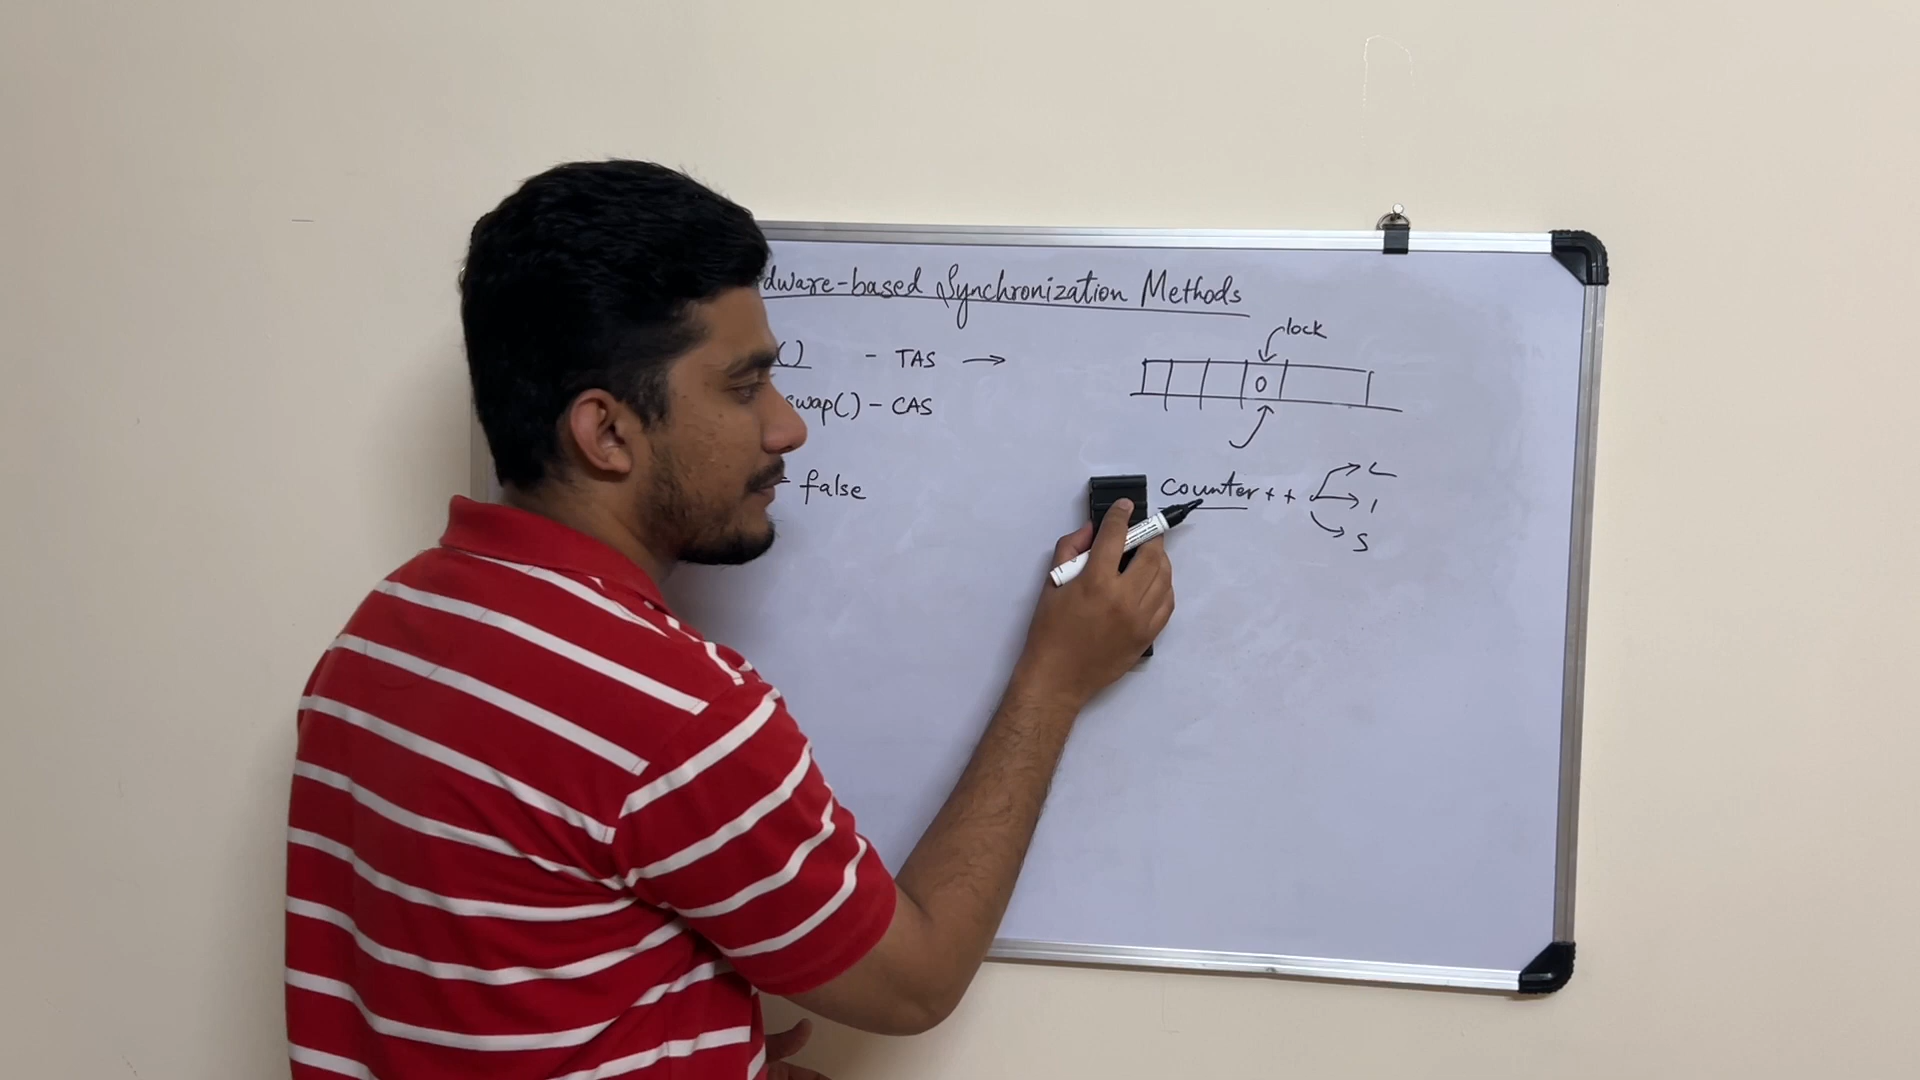 dware-based Synchronization Methods
() - TAS →
lock
0
swap() - CAS
= false
counter++
L
I
S